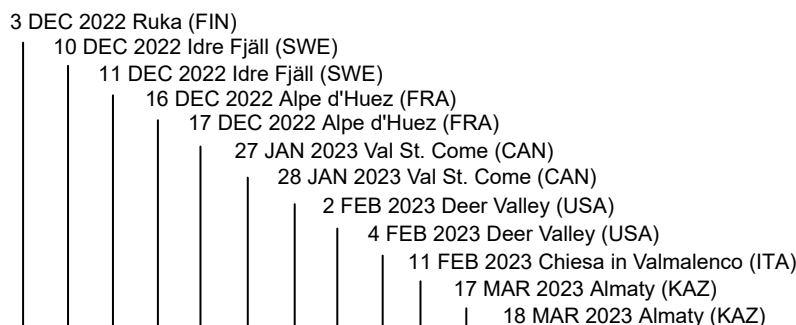 3 DEC 2022 Ruka (FIN)
10 DEC 2022 Idre Fjäll (SWE)
11 DEC 2022 Idre Fjäll (SWE)
16 DEC 2022 Alpe d'Huez (FRA)
17 DEC 2022 Alpe d'Huez (FRA)
27 JAN 2023 Val St. Come (CAN)
28 JAN 2023 Val St. Come (CAN)
2 FEB 2023 Deer Valley (USA)
4 FEB 2023 Deer Valley (USA)
11 FEB 2023 Chiesa in Valmalenco (ITA)
17 MAR 2023 Almaty (KAZ)
18 MAR 2023 Almaty (KAZ)